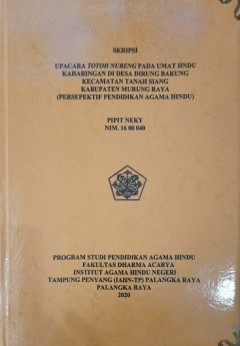 SKRIPSI
UPACARA TOTOH NUBENG PADA UMAT HNDU
KAHARINGAN DI DESA DIRUNG BAKUNG
KECAMATAN TANAH SIANG
KABUPATEN MURUNG RAYA
(PERSEPEKTIF PENDIDIKAN AGAMA HINDU)
PIPIT NEKY
NIM. 16 00 040
PROGRAM STUDI PENDIDIKAN AGAMA HINDU
FAKULTAS DHARMA ACARYA
INSTITUT AGAMA HINDU NEGERI
TAMPUNG PENYANG (IAHN-TP) PALANGKA RAYA
PALANGKA RAYA
2020